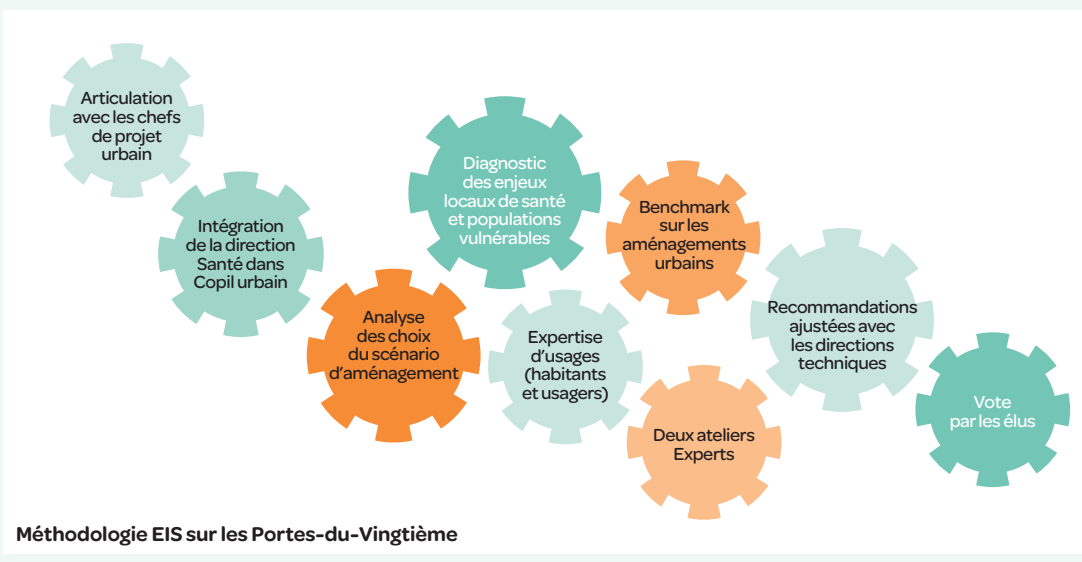 Articulation
avec les chefs
de projet
urbain
Intégration
de la direction
Santé dans
Copil urbain
Analyse
des choix
du scénario
d'aménagement
Diagnostic
des enjeux
locaux de santé
et populations
vulnérables
Expertise
d'usages
(habitants
et usagers)
Benchmark
sur les
aménagements
urbains
Deux ateliers
Experts
Recommandations
ajustées avec
les directions
techniques
Vote
par les élus
Méthodologie EIS sur les Portes-du-Vingtième